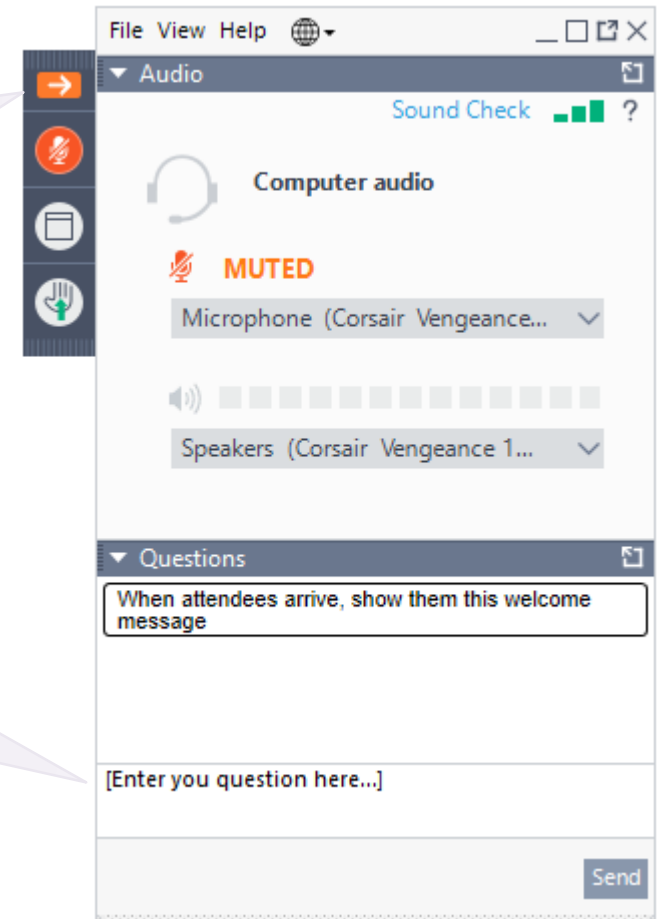 File View Help
Audio
Sound Check ?
Computer audio
MUTED
Microphone (Corsair Vengeance...
Speakers (Corsair Vengeance 1...
Questions
When attendees arrive, show them this welcome
message
[Enter you question here...]
Send